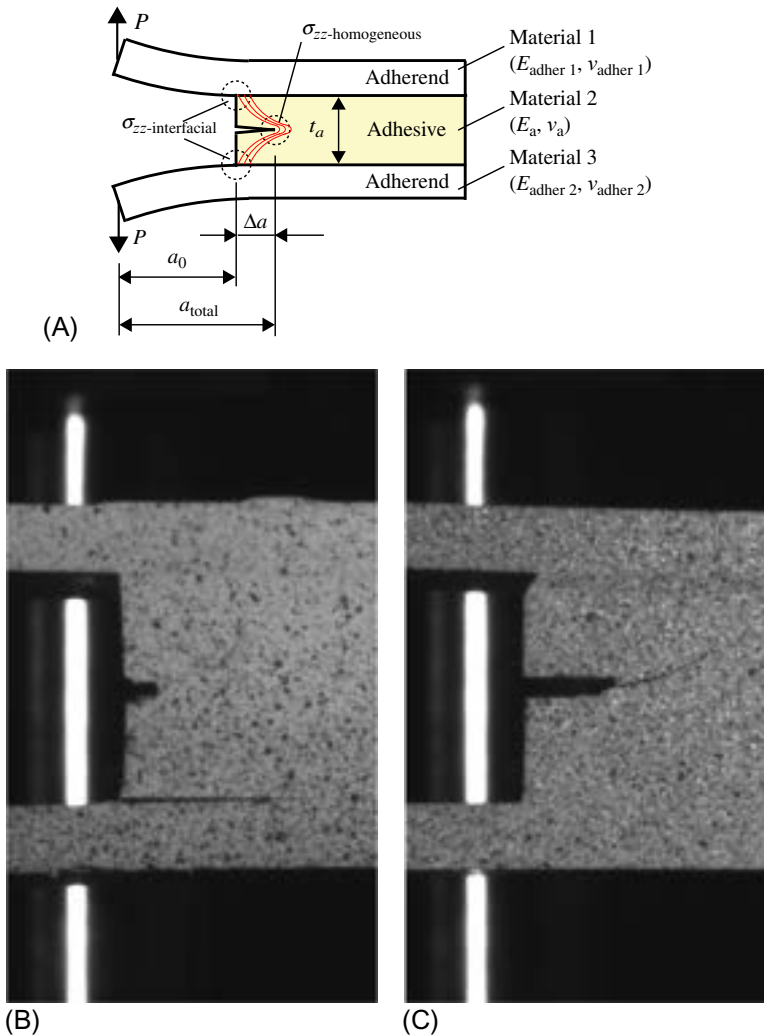 P
σzz-homogeneous
Material 1
(Eadher 1, νadher 1)
Adherend
σzz-interfacial
ta
Adhesive
Material 2
(Ea, νa)
Adherend
Material 3
(Eadher 2, νadher 2)
P
Δa
a0
atotal
(A)
(B)
(C)